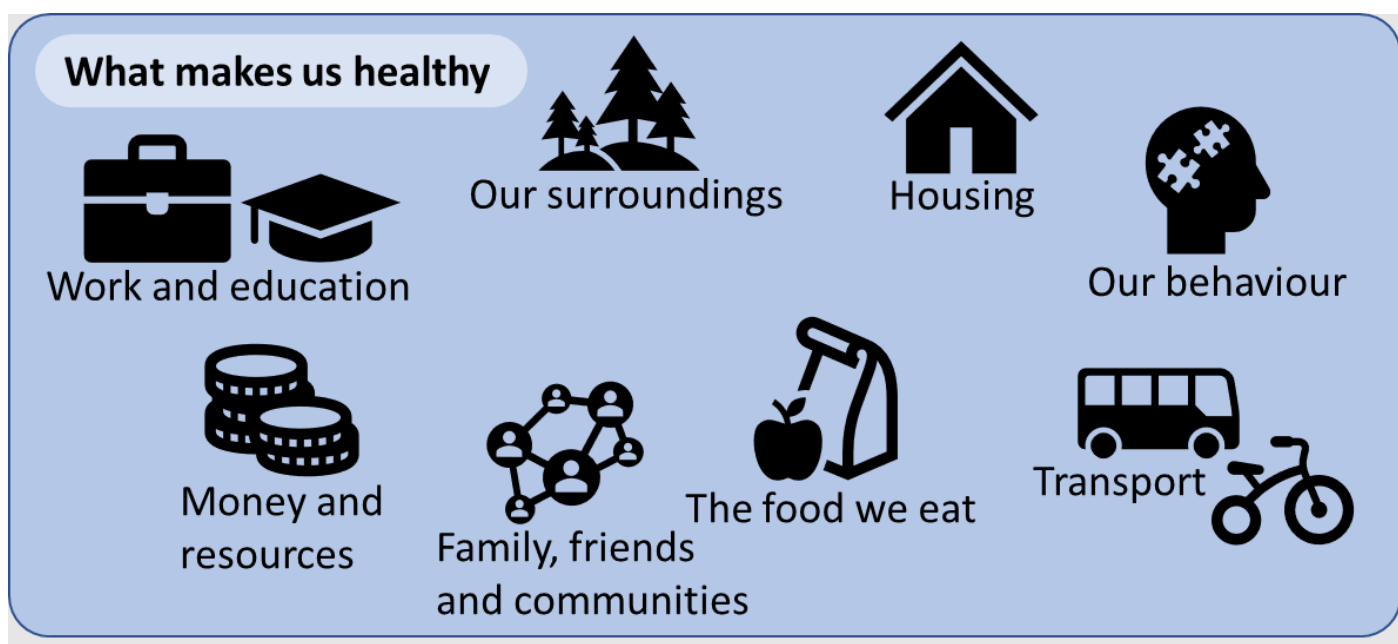 What makes us healthy
Our surroundings
Housing
Work and education
Our behaviour
Money and
resources
Family, friends
and communities
The food we eat
Transport